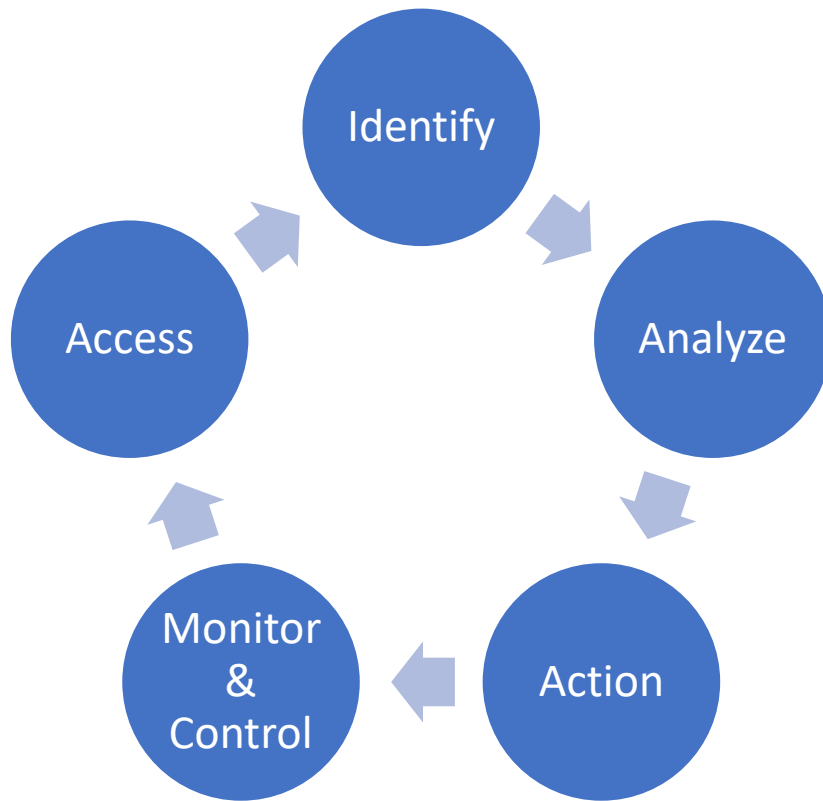 Identify
Analyze
Action
Monitor
&
Control
Access